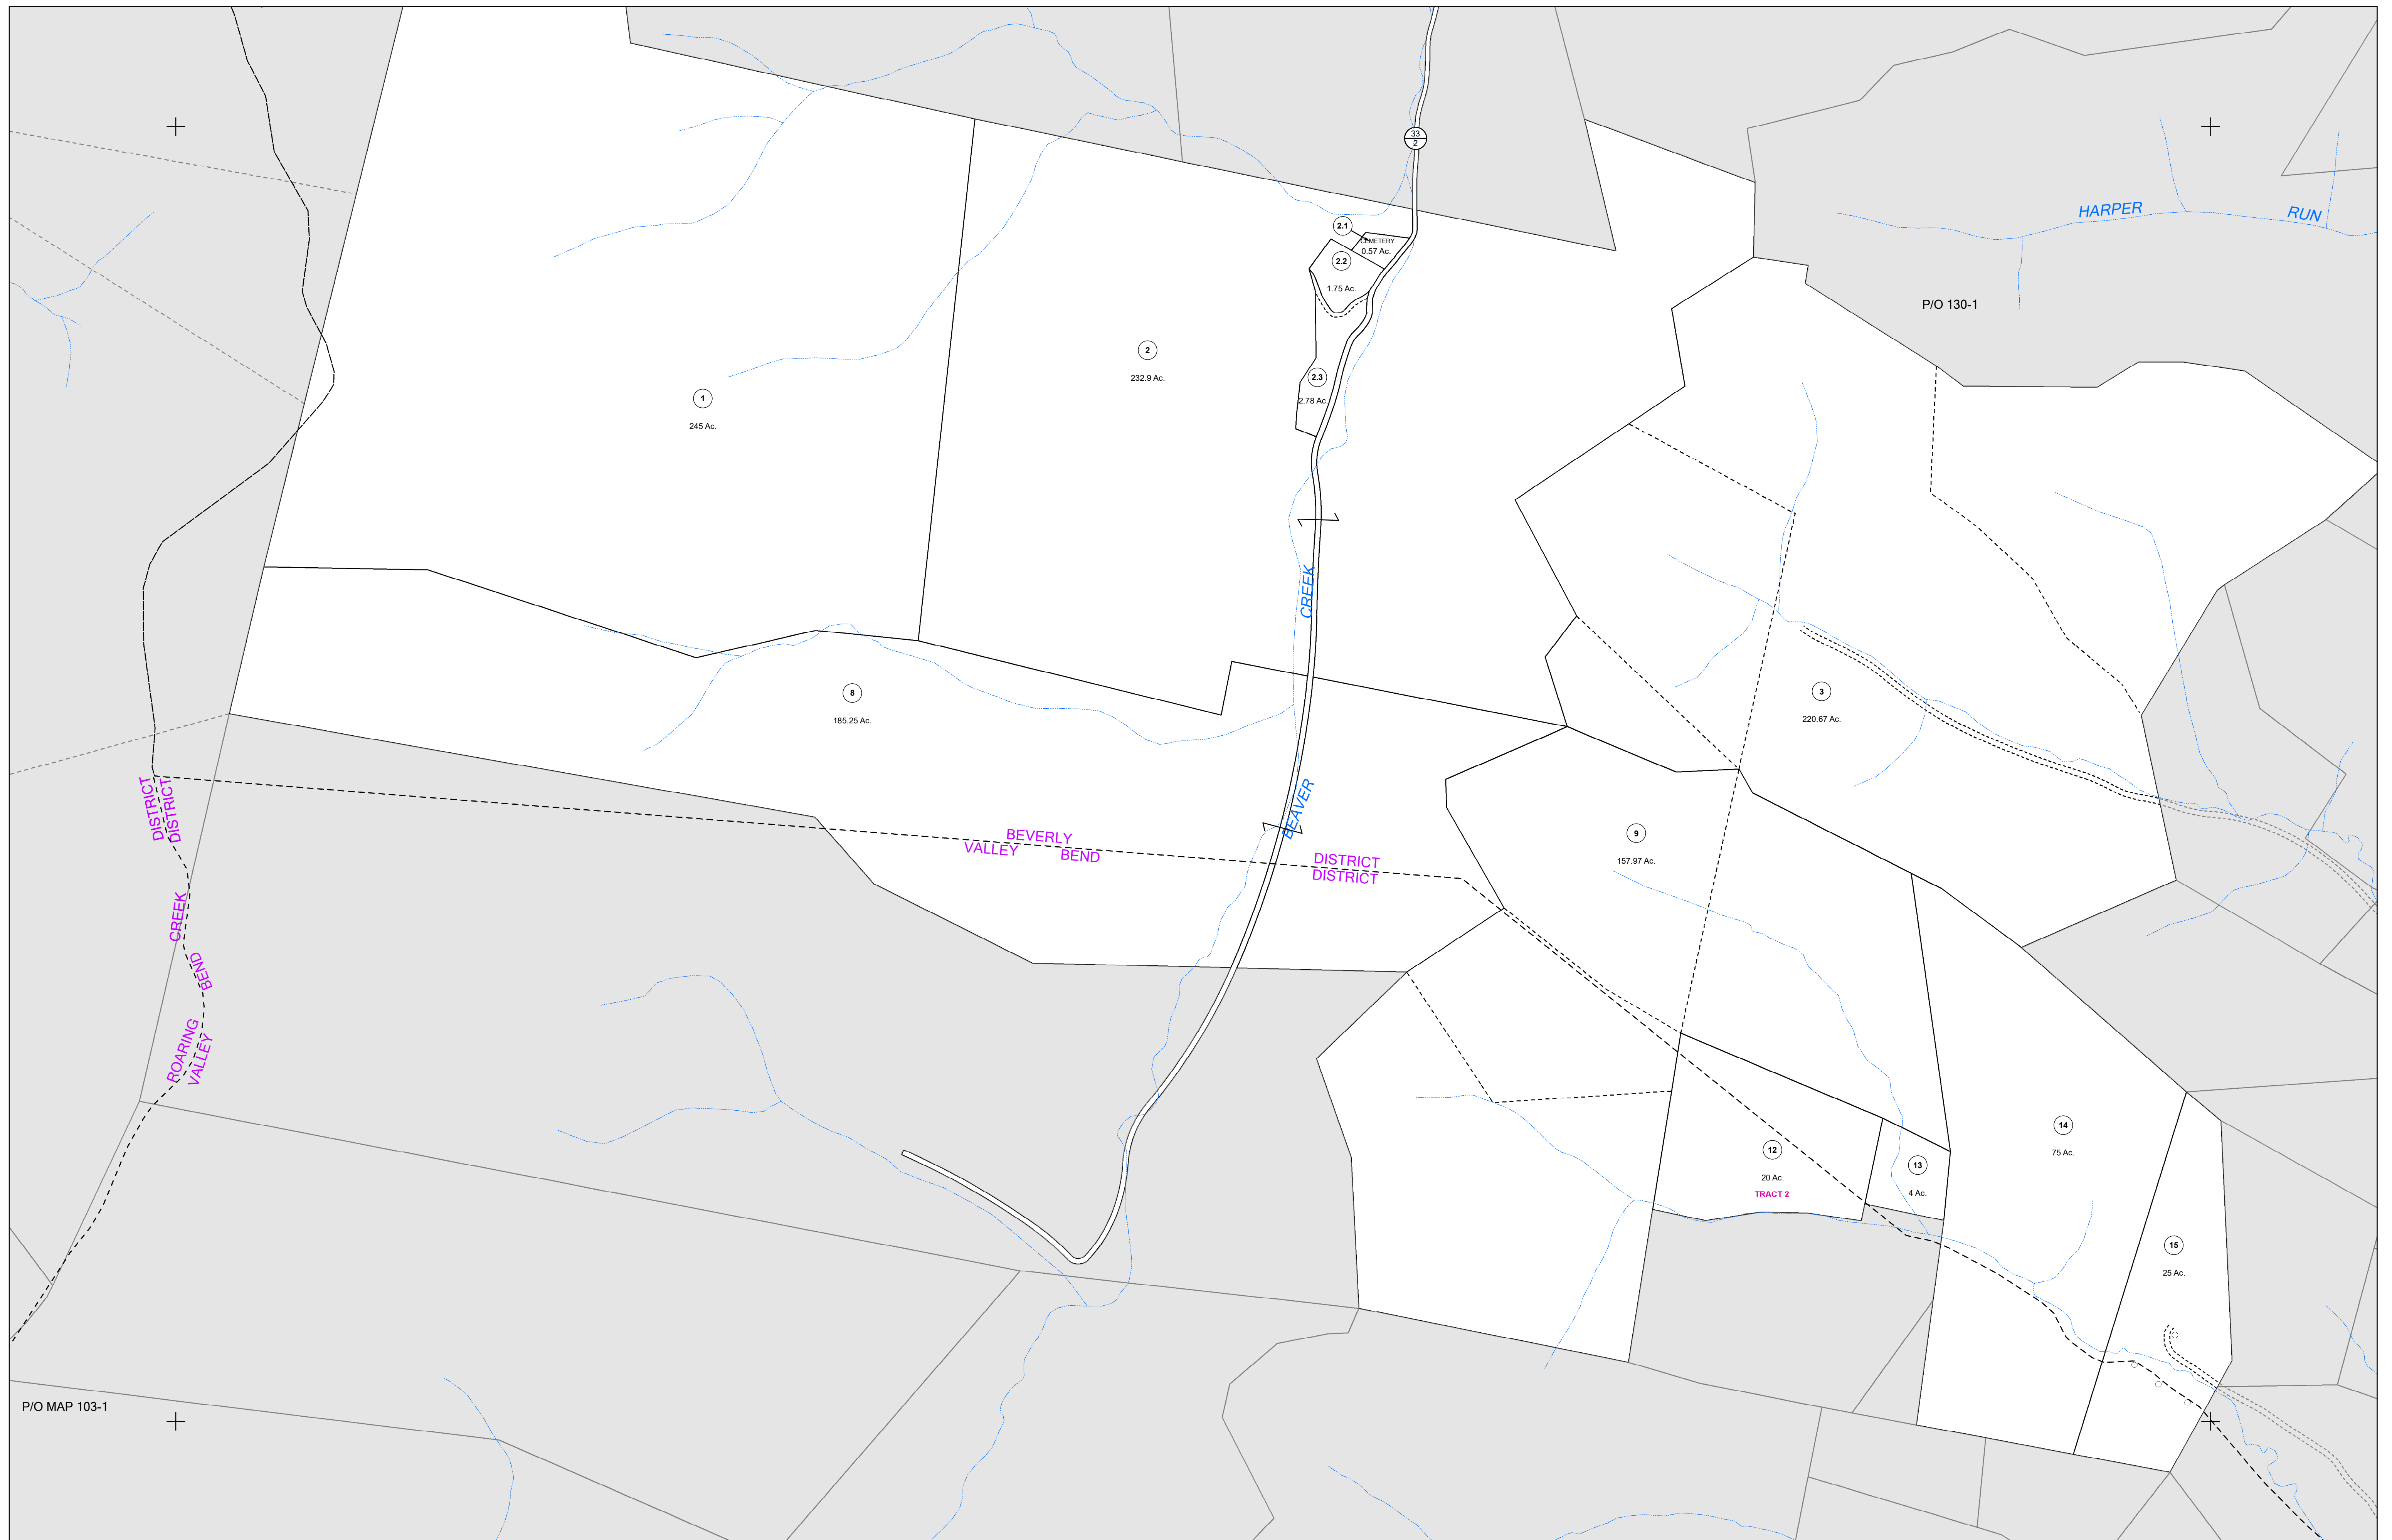 33
2
HARPER RUN
2.1
CEMETERY
0.57 Ac.
2.2
1.75 Ac.
P/O 130-1
2
232.9 Ac.
2.3
2.78 Ac.
1
245 Ac.
CREEK
8
185.25 Ac.
3
220.67 Ac.
BEAVER
DISTRICT
DISTRICT
BEVERLY DISTRICT
VALLEY BEND DISTRICT
9
157.97 Ac.
CREEK
BEND
ROARING
VALLEY
14
75 Ac.
12
20 Ac.
TRACT 2
13
4 Ac.
15
25 Ac.
P/O MAP 103-1